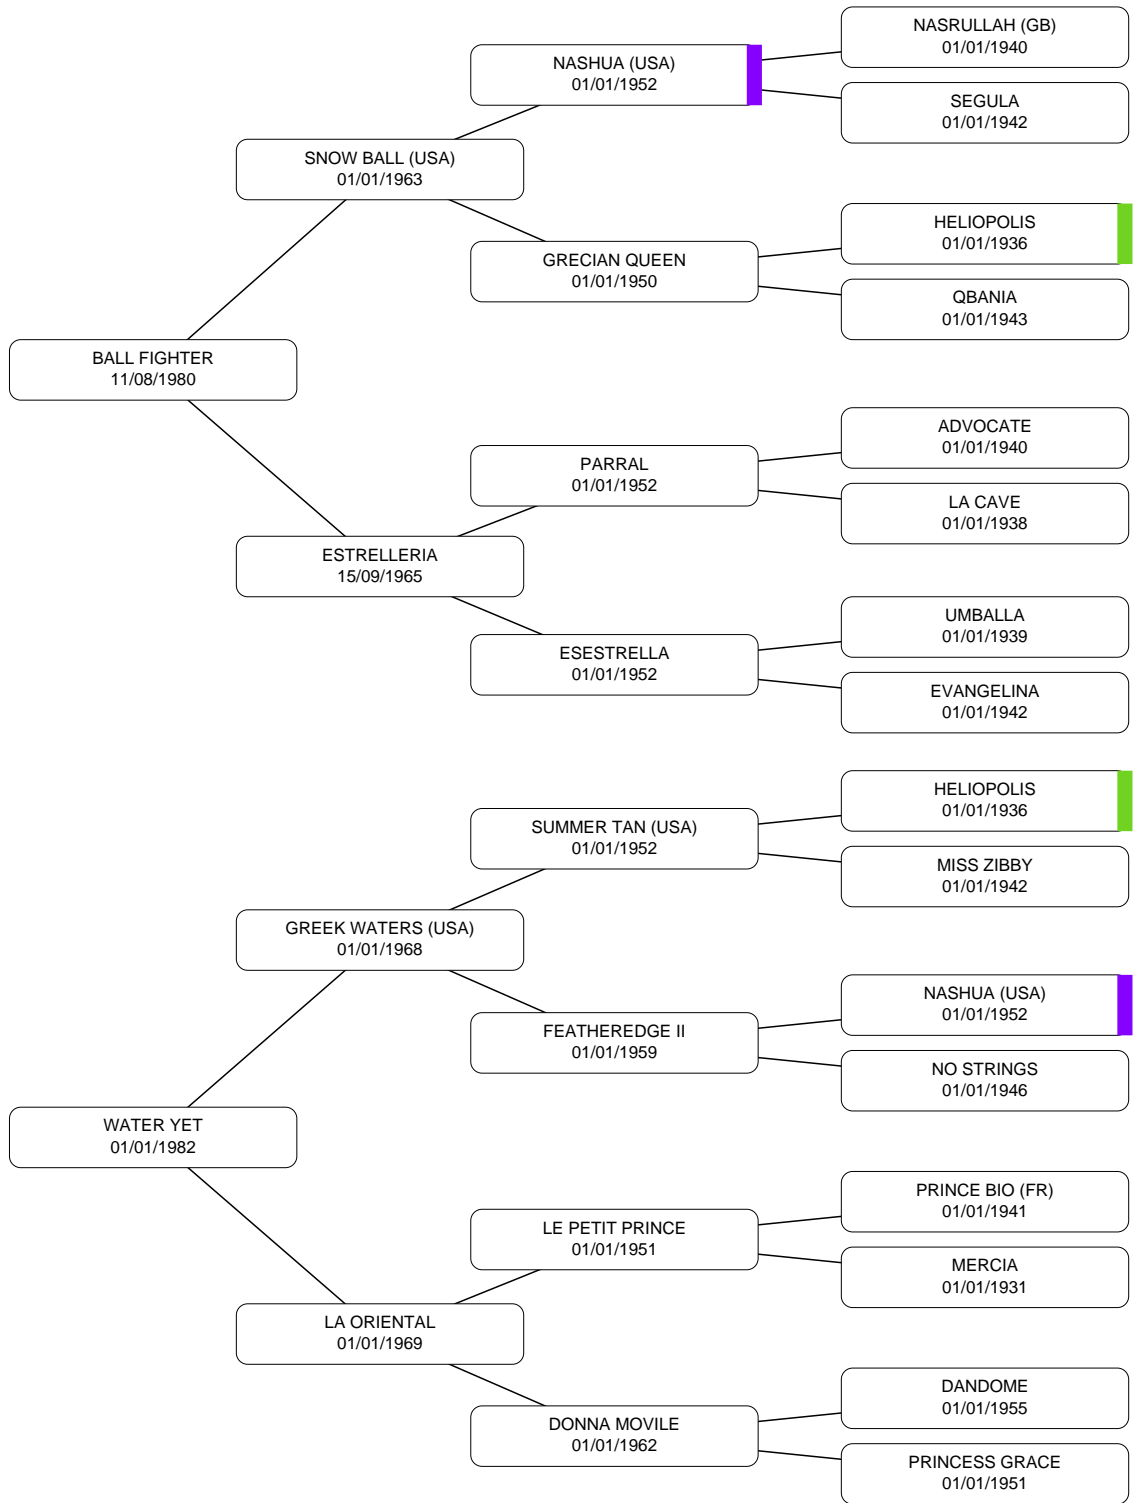 NASRULLAH (GB)
01/01/1940
NASHUA (USA)
01/01/1952
SEGULA
01/01/1942
SNOW BALL (USA)
01/01/1963
HELIOPOLIS
01/01/1936
GRECIAN QUEEN
01/01/1950
QBANIA
01/01/1943
BALL FIGHTER
11/08/1980
ADVOCATE
01/01/1940
PARRAL
01/01/1952
LA CAVE
01/01/1938
ESTRELLERIA
15/09/1965
UMBALLA
01/01/1939
ESESTRELLA
01/01/1952
EVANGELINA
01/01/1942
HELIOPOLIS
01/01/1936
SUMMER TAN (USA)
01/01/1952
MISS ZIBBY
01/01/1942
GREEK WATERS (USA)
01/01/1968
NASHUA (USA)
01/01/1952
FEATHEREDGE II
01/01/1959
NO STRINGS
01/01/1946
WATER YET
01/01/1982
PRINCE BIO (FR)
01/01/1941
LE PETIT PRINCE
01/01/1951
MERCIA
01/01/1931
LA ORIENTAL
01/01/1969
DANDOME
01/01/1955
DONNA MOVILE
01/01/1962
PRINCESS GRACE
01/01/1951